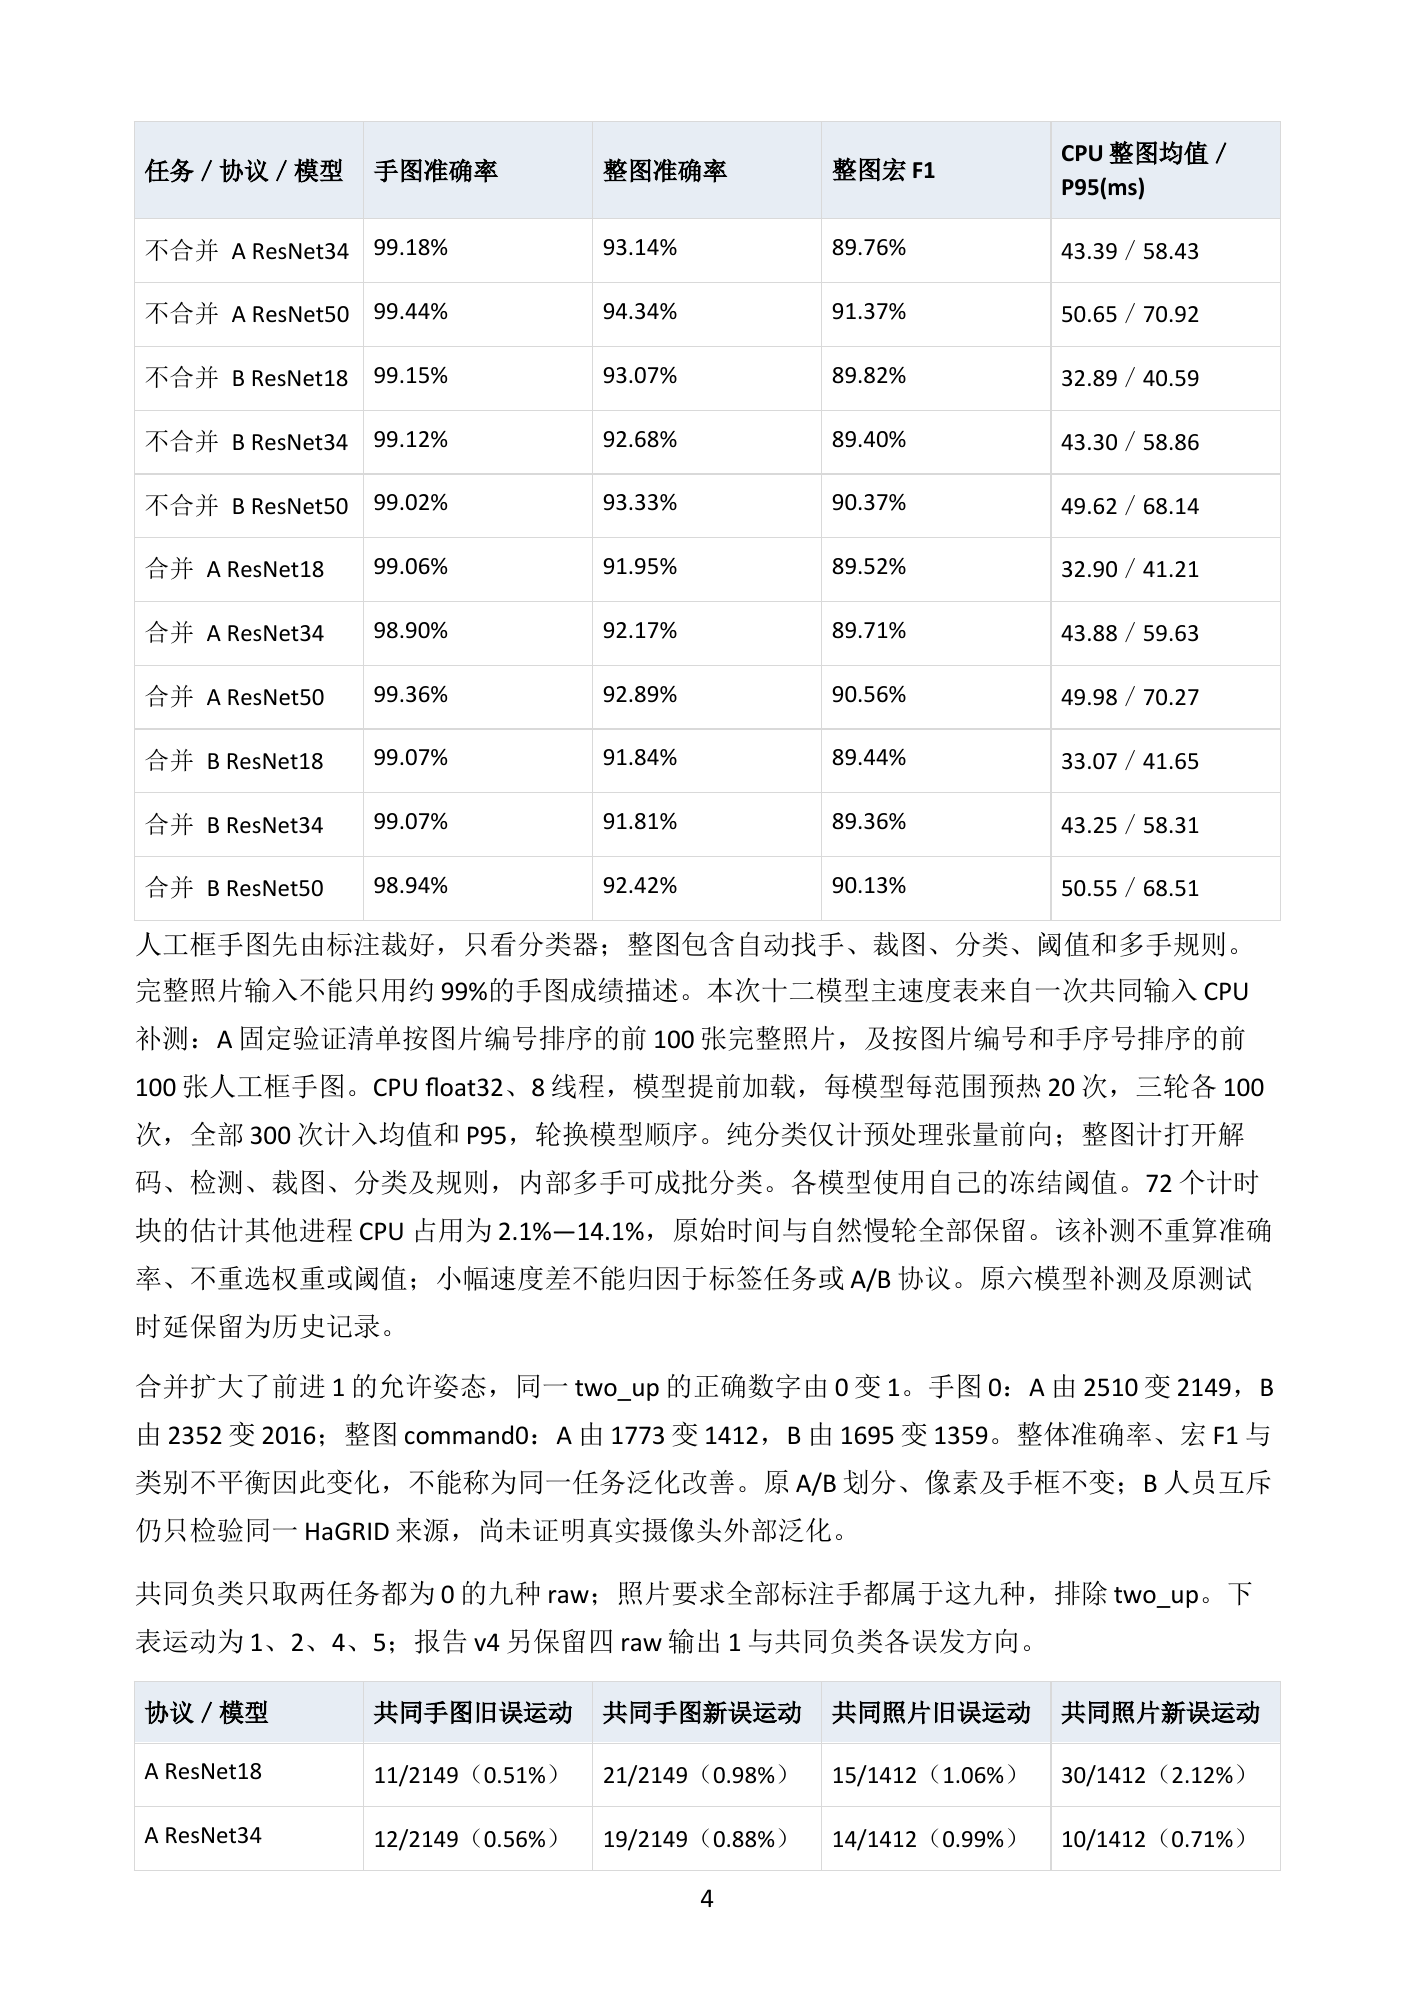 任务 / 协议 / 模型 手图准确率 整图准确率 整图宏 F1 CPU 整图均值 / P95(ms)
不合并 A ResNet34 99.18% 93.14% 89.76% 43.39 / 58.43
不合并 A ResNet50 99.44% 94.34% 91.37% 50.65 / 70.92
不合并 B ResNet18 99.15% 93.07% 89.82% 32.89 / 40.59
不合并 B ResNet34 99.12% 92.68% 89.40% 43.30 / 58.86
不合并 B ResNet50 99.02% 93.33% 90.37% 49.62 / 68.14
合并 A ResNet18 99.06% 91.95% 89.52% 32.90 / 41.21
合并 A ResNet34 98.90% 92.17% 89.71% 43.88 / 59.63
合并 A ResNet50 99.36% 92.89% 90.56% 49.98 / 70.27
合并 B ResNet18 99.07% 91.84% 89.44% 33.07 / 41.65
合并 B ResNet34 99.07% 91.81% 89.36% 43.25 / 58.31
合并 B ResNet50 98.94% 92.42% 90.13% 50.55 / 68.51
人工框手图先由标注裁好，只看分类器；整图包含自动找手、裁图、分类、阈值和多手规则。
完整照片输入不能只用约 99%的手图成绩描述。本次十二模型主速度表来自一次共同输入 CPU
补测：A 固定验证清单按图片编号排序的前 100 张完整照片，及按图片编号和手序号排序的前
100 张人工框手图。CPU float32、8 线程，模型提前加载，每模型每范围预热 20 次，三轮各 100
次，全部 300 次计入均值和 P95，轮换模型顺序。纯分类仅计预处理张量前向；整图计打开解
码、检测、裁图、分类及规则，内部多手可成批分类。各模型使用自己的冻结阈值。72 个计时
块的估计其他进程 CPU 占用为 2.1%—14.1%，原始时间与自然慢轮全部保留。该补测不重算准确
率、不重选权重或阈值；小幅速度差不能归因于标签任务或 A/B 协议。原六模型补测及原测试
时延保留为历史记录。
合并扩大了前进 1 的允许姿态，同一 two_up 的正确数字由 0 变 1。手图 0：A 由 2510 变 2149，B
由 2352 变 2016；整图 command0：A 由 1773 变 1412，B 由 1695 变 1359。整体准确率、宏 F1 与
类别不平衡因此变化，不能称为同一任务泛化改善。原 A/B 划分、像素及手框不变；B 人员互斥
仍只检验同一 HaGRID 来源，尚未证明真实摄像头外部泛化。
共同负类只取两任务都为 0 的九种 raw；照片要求全部标注手都属于这九种，排除 two_up。下
表运动为 1、2、4、5；报告 v4 另保留四 raw 输出 1 与共同负类各误发方向。
协议 / 模型 共同手图旧误运动 共同手图新误运动 共同照片旧误运动 共同照片新误运动
A ResNet18 11/2149（0.51%） 21/2149（0.98%） 15/1412（1.06%） 30/1412（2.12%）
A ResNet34 12/2149（0.56%） 19/2149（0.88%） 14/1412（0.99%） 10/1412（0.71%）
4